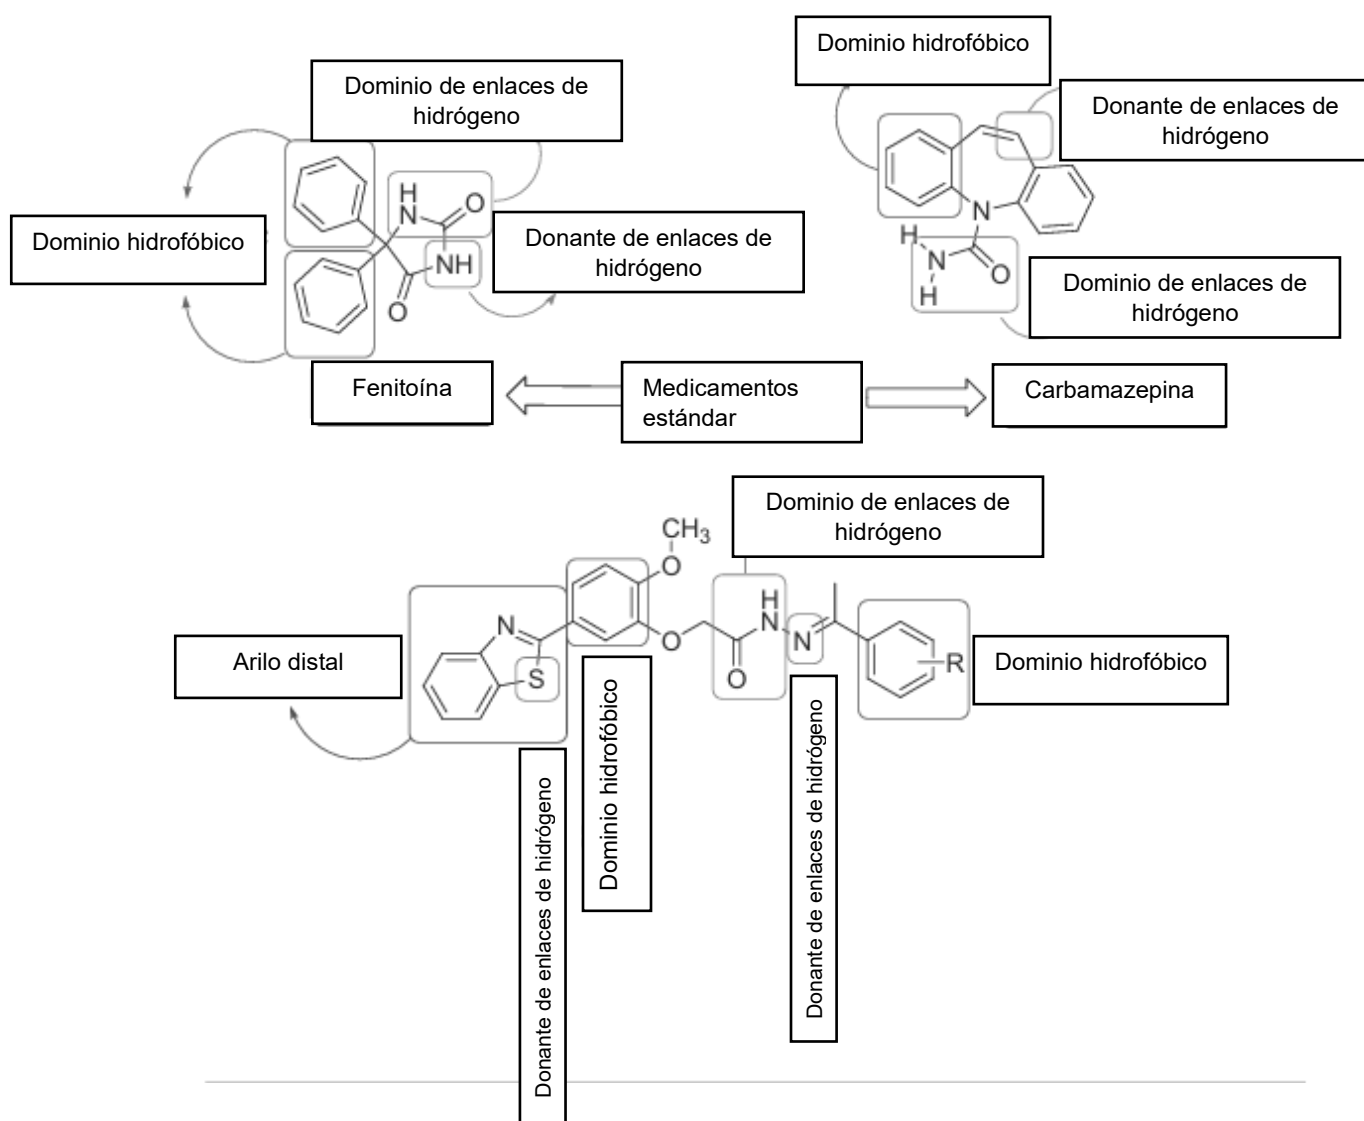 Dominio hidrofóbico
Dominio de enlaces de
hidrógeno
Donante de enlaces de
hidrógeno
H
N
O
NH
O
Dominio hidrofóbico
Donante de enlaces de
hidrógeno
N
H
N
H
O
Dominio de enlaces de
hidrógeno
Fenitoína
Medicamentos
estándar
Carbamazepina
Dominio de enlaces de
hidrógeno
CH3
O
N
S
O
H
N
O
N
R
Arilo distal
Dominio hidrofóbico
Dominio hidrofóbico
Donante de enlaces de hidrógeno
Donante de enlaces de hidrógeno